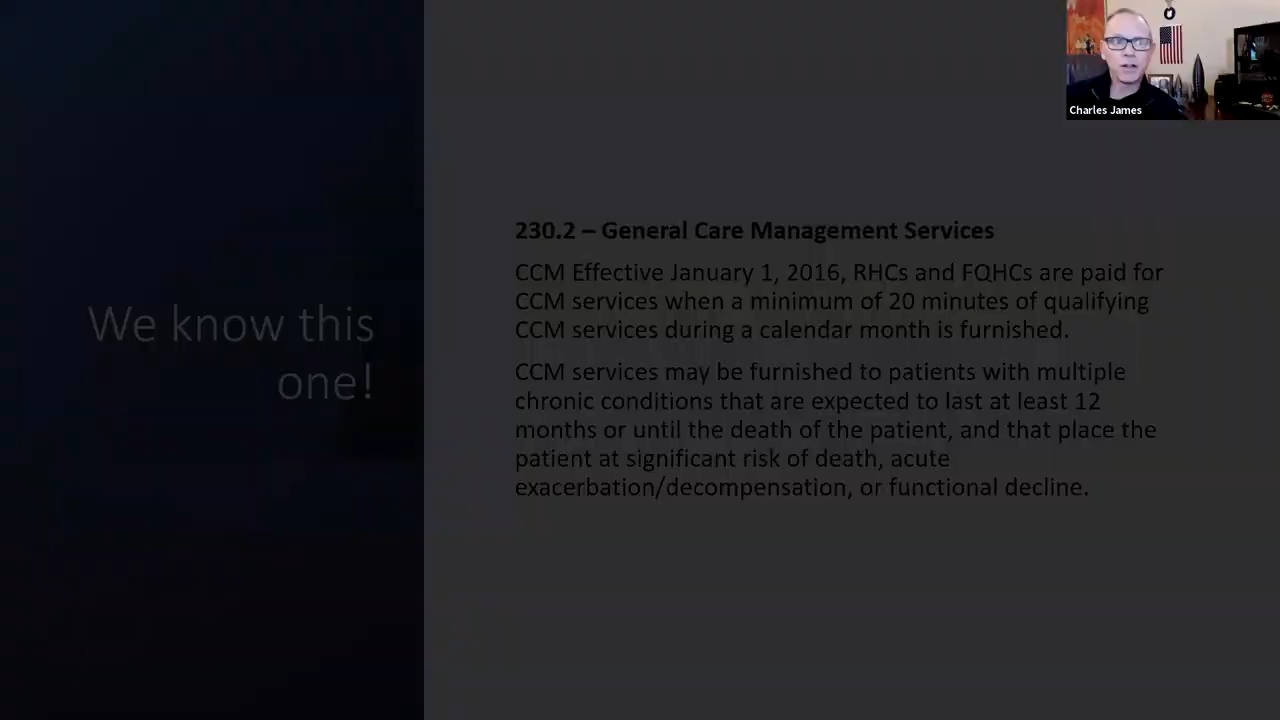 Charles James
We know this
one!
230.2 – General Care Management Services
CCM Effective January 1, 2016, RHCs and FQHCs are paid for
CCM services when a minimum of 20 minutes of qualifying
CCM services during a calendar month is furnished.
CCM services may be furnished to patients with multiple
chronic conditions that are expected to last at least 12
months or until the death of the patient, and that place the
patient at significant risk of death, acute
exacerbation/decompensation, or functional decline.